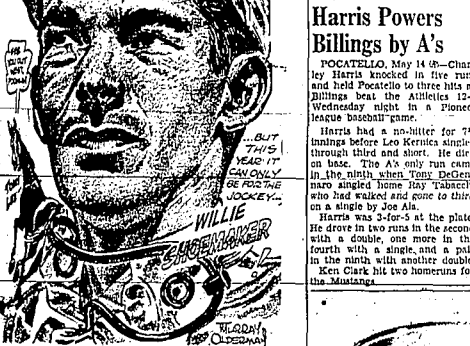 ...BUT
THIS
YEAR IT
CAN ONLY
BE FOR THE
JOCKEY...
WILLIE
SHOEMAKER
MURRAY
OLDERMAN
Harris Powers
Billings by A's
POCATELLO, May 14 (AP)—Char
ley Harris knocked in five run
and held Pocatello to three hits a
Billings beat the Athletics 12-
Wednesday night in a Pionee
league baseball game.
Harris had a no-hitter for 7
innings before Leo Kernica single
through third and short. He die
on base. The A's only run cam
in the ninth when Tony DeGen
naro singled home Ray Tabacci
who had walked and gone to thir
on a single by Joe Ala.
Harris was 3-for-5 at the plate
He drove in two runs in the secon
with a double, one more in th
fourth with a single, and a pai
in the ninth with another double
Ken Clark hit two homeruns fo
the Mustangs